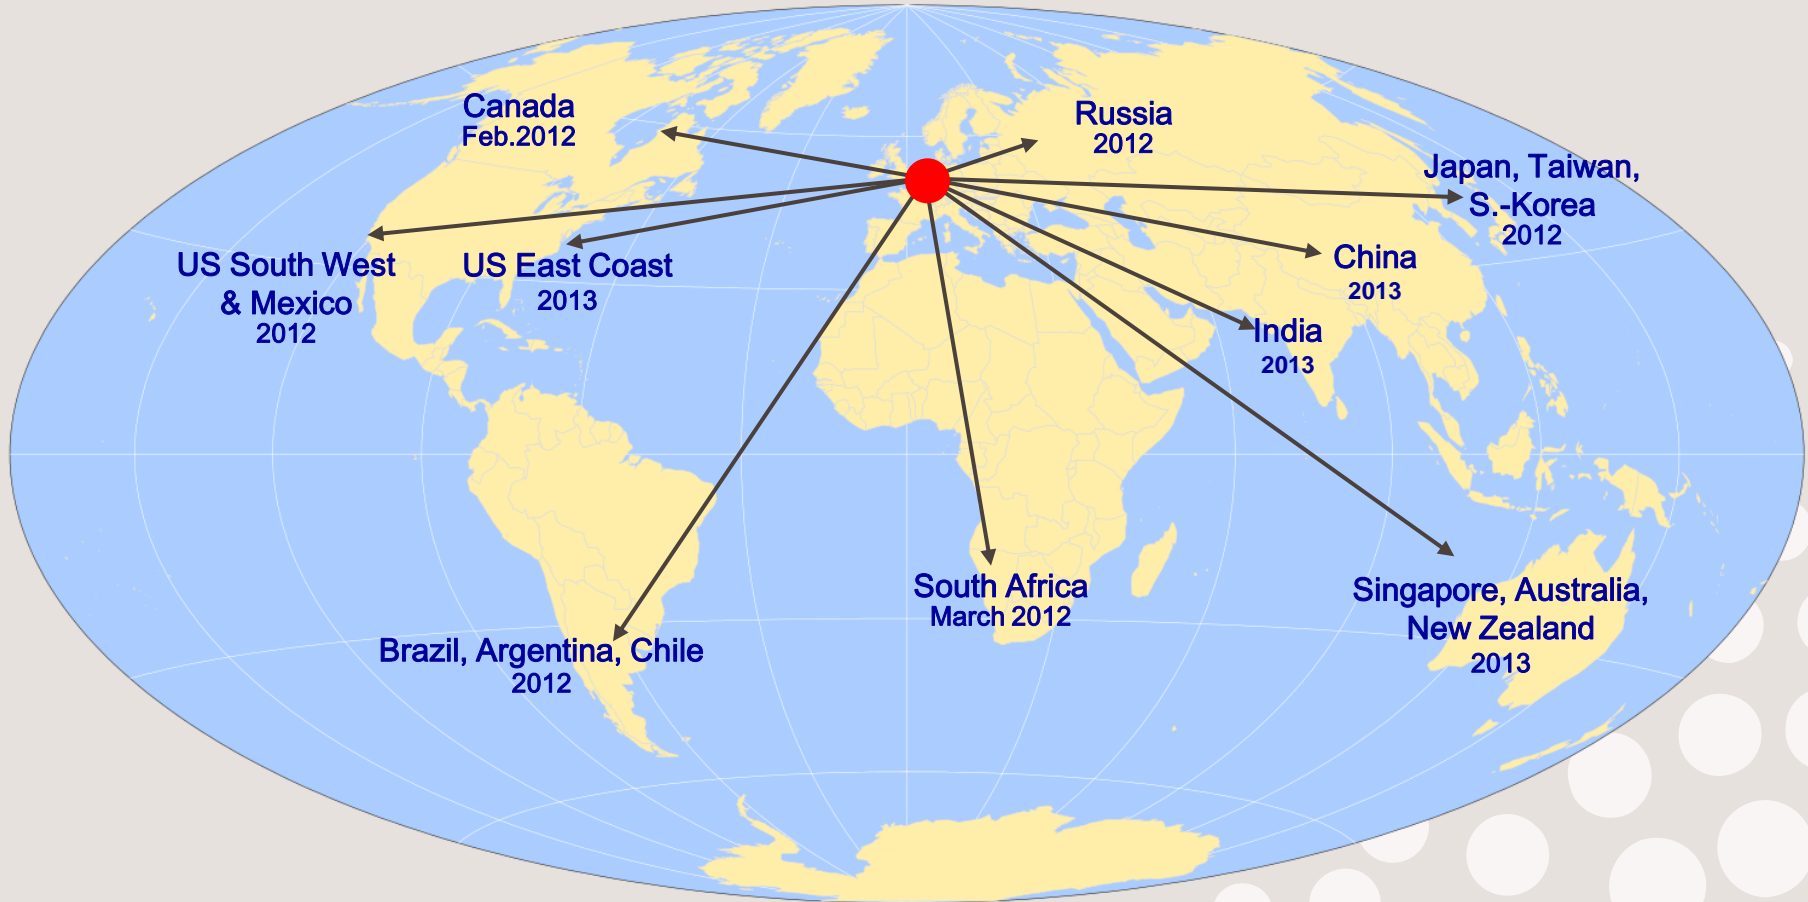 Canada
Feb.2012
Russia
2012
Japan, Taiwan,
S.-Korea
2012
US South West
& Mexico
2012
US East Coast
2013
China
2013
India
2013
South Africa
March 2012
Singapore, Australia,
New Zealand
2013
Brazil, Argentina, Chile
2012